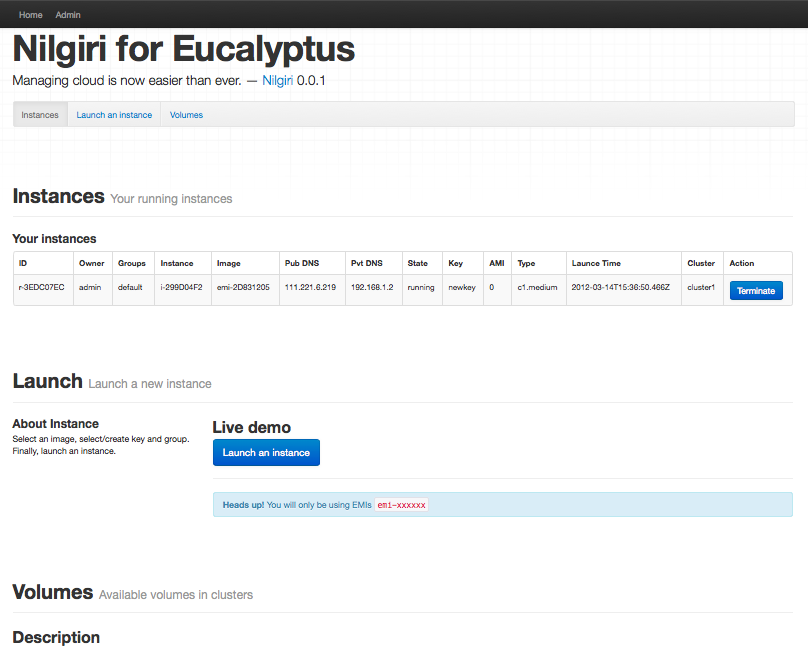 Home Admin
Nilgiri for Eucalyptus
Managing cloud is now easier than ever. — Nilgiri 0.0.1
Instances Launch an instance Volumes
Instances Your running instances
Your instances
ID Owner Groups Instance Image Pub DNS Pvt DNS State Key AMI Type Launce Time Cluster Action
r-3EDC07EC admin default i-299D04F2 emi-2D831205 111.221.6.219 192.168.1.2 running newkey 0 c1.medium 2012-03-14T15:36:50.466Z cluster1 Terminate
Launch Launch a new instance
About Instance
Select an image, select/create key and group.
Finally, launch an instance.
Live demo
Launch an instance
Heads up! You will only be using EMIs emi-xxxxxx
Volumes Available volumes in clusters
Description